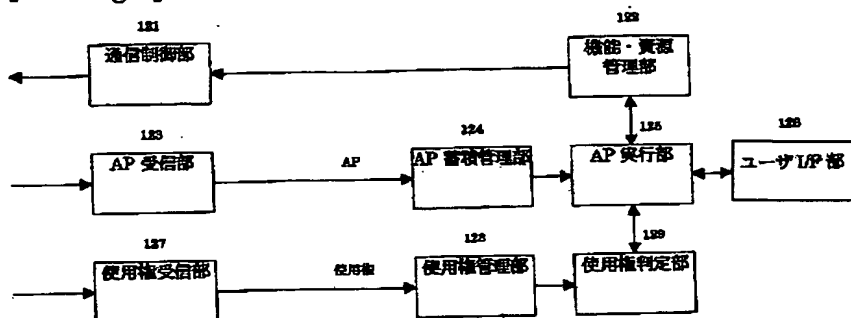 121
通信制御部
122
機能・資源
管理部
123
AP 受信部
AP
124
AP 蓄積管理部
125
AP 実行部
126
ユーザ I/F 部
127
使用権受信部
使用権
128
使用権管理部
129
使用権判定部